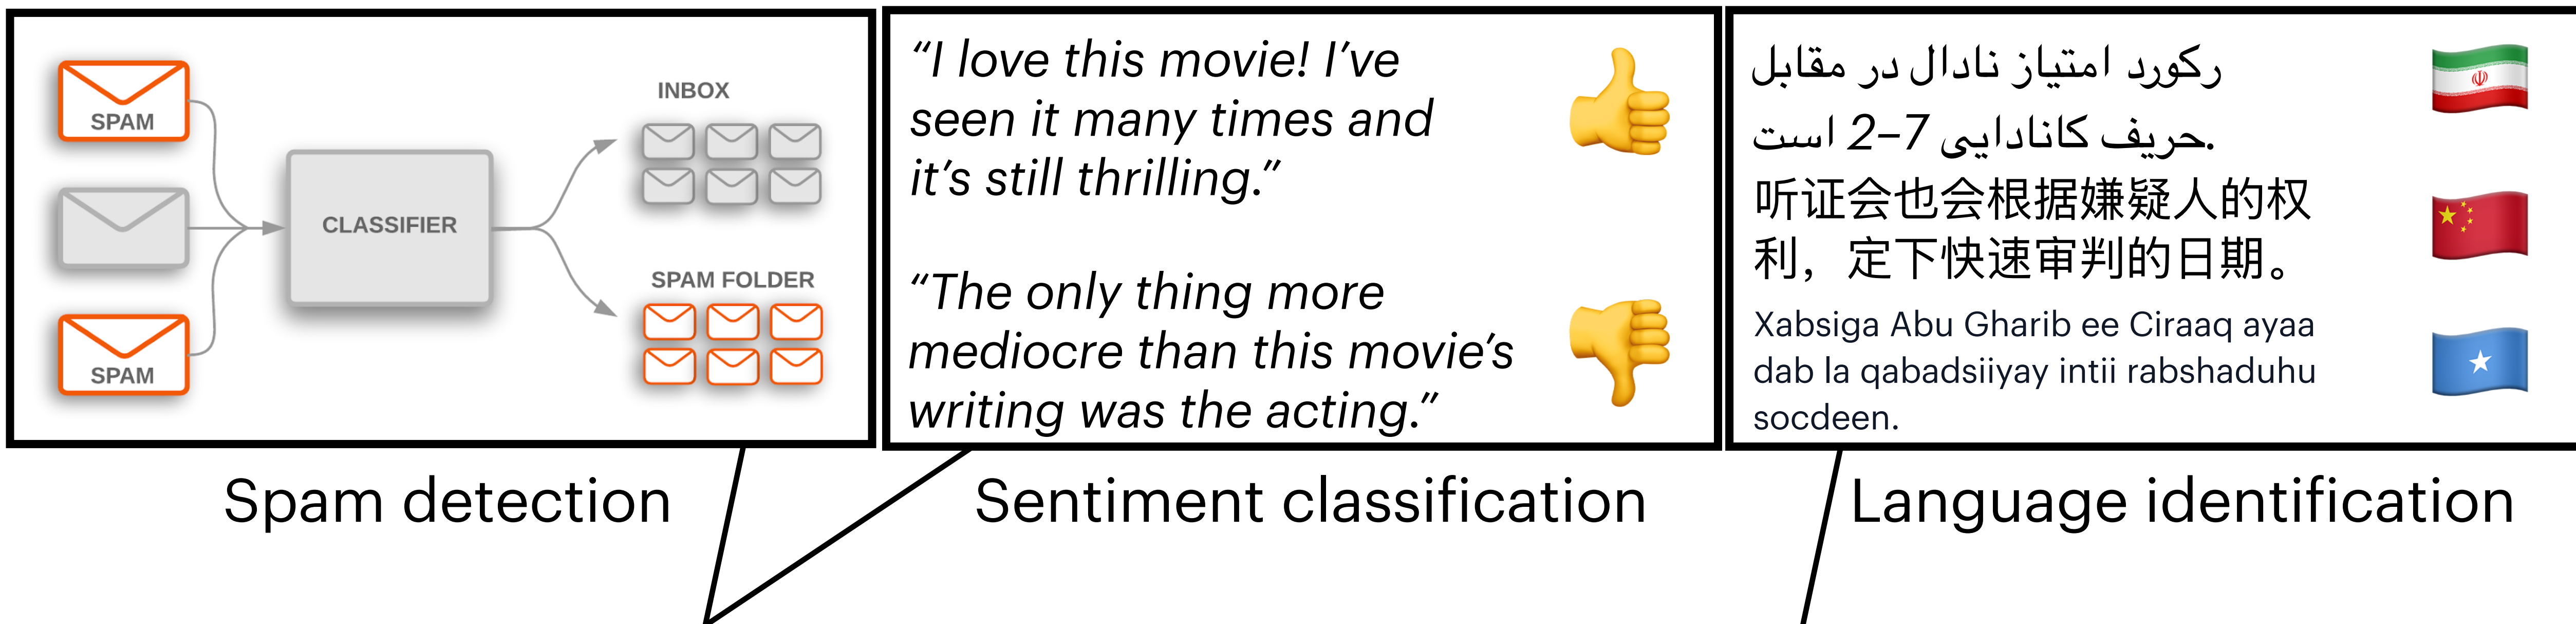 SPAM
SPAM
CLASSIFIER
INBOX
SPAM FOLDER
“I love this movie! I’ve
seen it many times and
it’s still thrilling.”
“The only thing more
mediocre than this movie’s
writing was the acting.”
رکورد امتیاز نادال در مقابل
حریف کانادایی 7–2 است.
听证会也会根据嫌疑人的权
利，定下快速审判的日期。
Xabsiga Abu Gharib ee Ciraaq ayaa
dab la qabadsiiyay intii rabshaduhu
socdeen.
Spam detection
Sentiment classification
Language identification